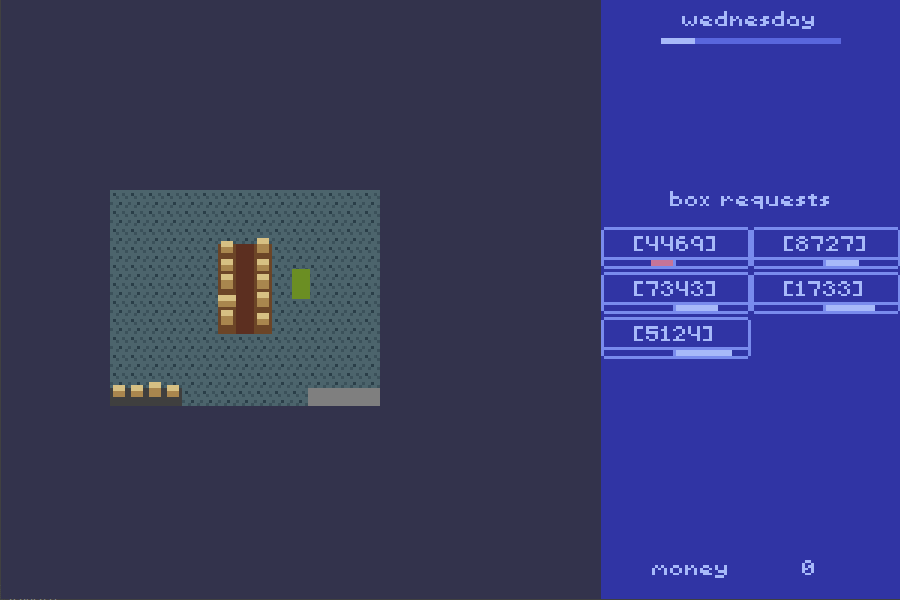 wednesday
box requests
[4469] [8727]
[7343] [1733]
[5124]
money 0